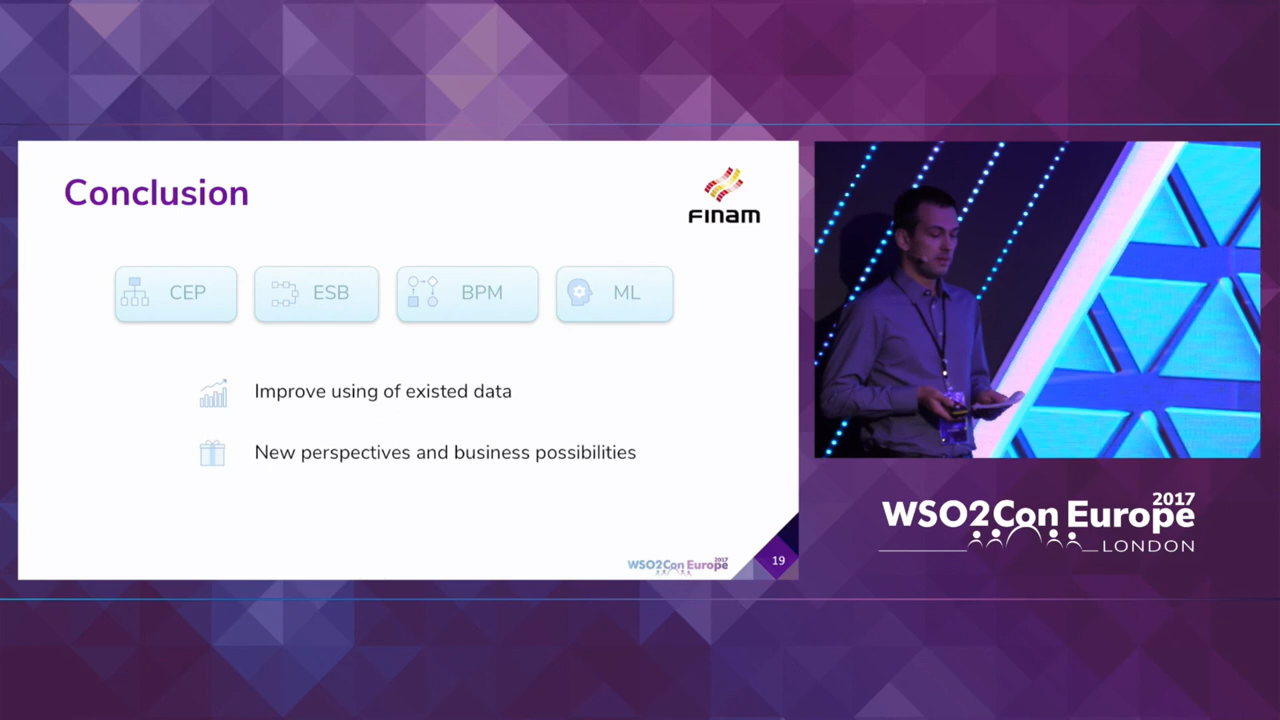 Conclusion
FINAM
CEP
ESB
BPM
ML
Improve using of existed data
New perspectives and business possibilities
WSO2Con Europe 2017
19
2017
WSO2Con Europe
LONDON